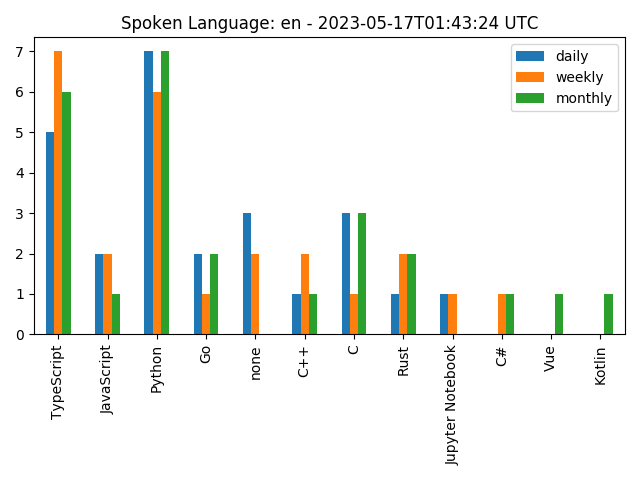 Spoken Language: en - 2023-05-17T01:43:24 UTC
daily
weekly
monthly
7
6
5
4
3
2
1
0
TypeScript
JavaScript
Python
Go
none
C++
C
Rust
Jupyter Notebook
C#
Vue
Kotlin